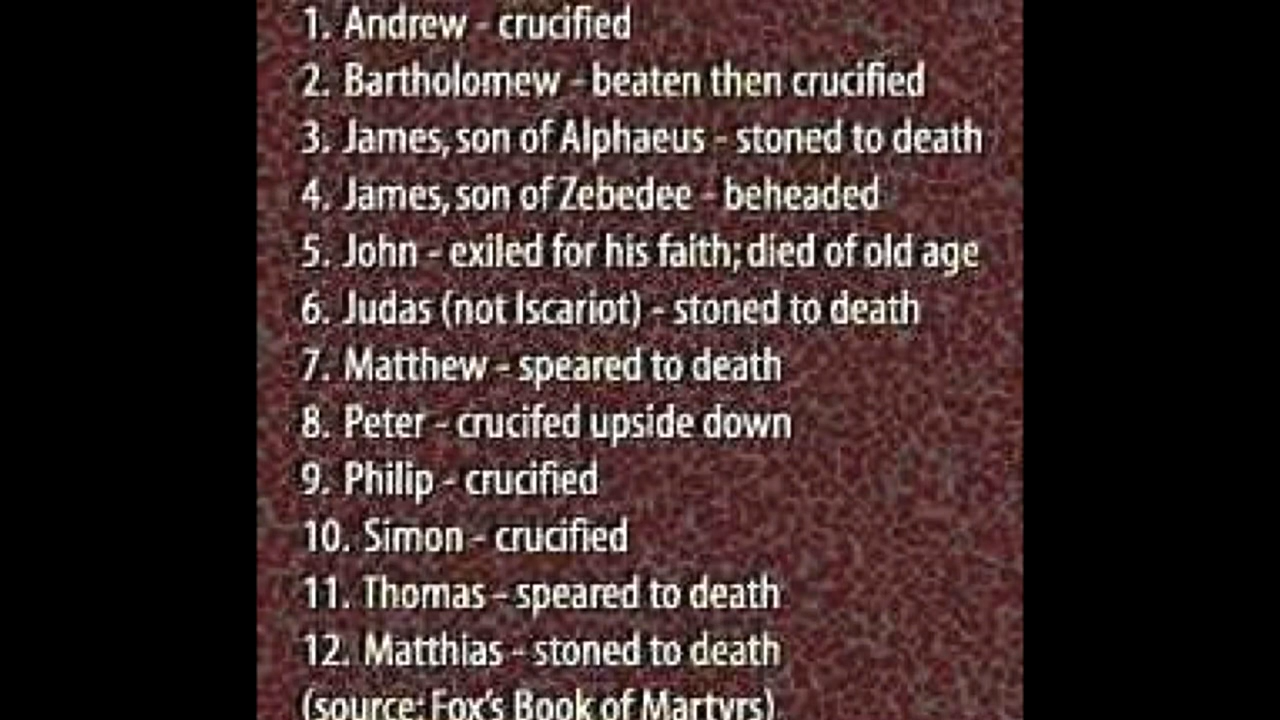 1. Andrew - crucified
2. Bartholomew - beaten then crucified
3. James, son of Alphaeus - stoned to death
4. James, son of Zebedee - beheaded
5. John - exiled for his faith; died of old age
6. Judas (not Iscariot) - stoned to death
7. Matthew - speared to death
8. Peter - crucifed upside down
9. Philip - crucified
10. Simon - crucified
11. Thomas - speared to death
12. Matthias - stoned to death
(source: Fox's Book of Martyrs)